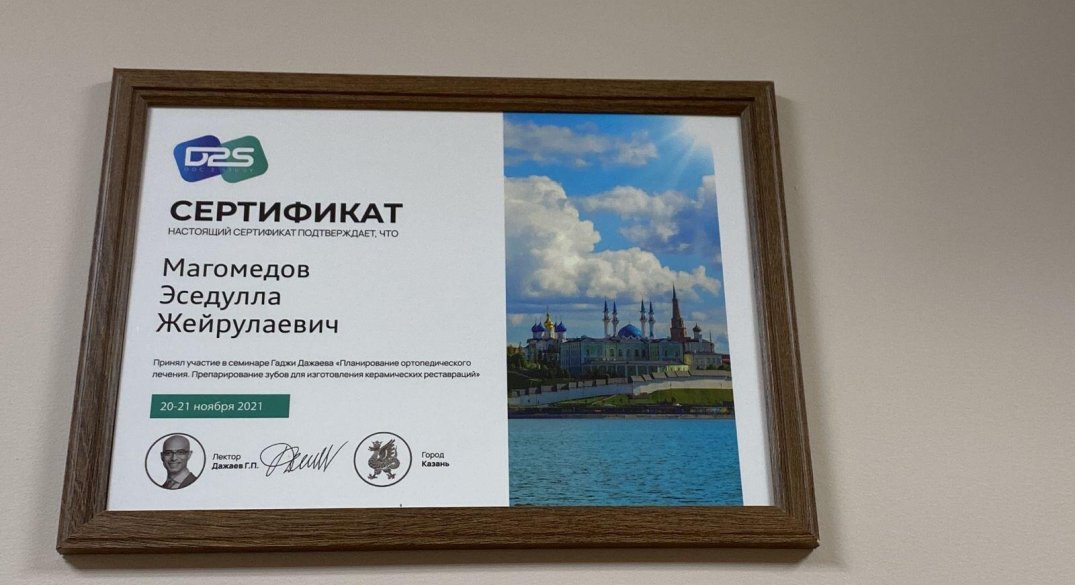 D2S
СЕРТИФИКАТ
НАСТОЯЩИЙ СЕРТИФИКАТ ПОДТВЕРЖДАЕТ, ЧТО
Магомедов
Эседулла
Жейрулаевич
Принял участие в семинаре Гаджи Дажаева «Планирование ортопедического
лечения. Препарирование зубов для изготовления керамических реставраций»
20-21 ноября 2021
Лектор
Дажаев Г.П.
Город
Казань